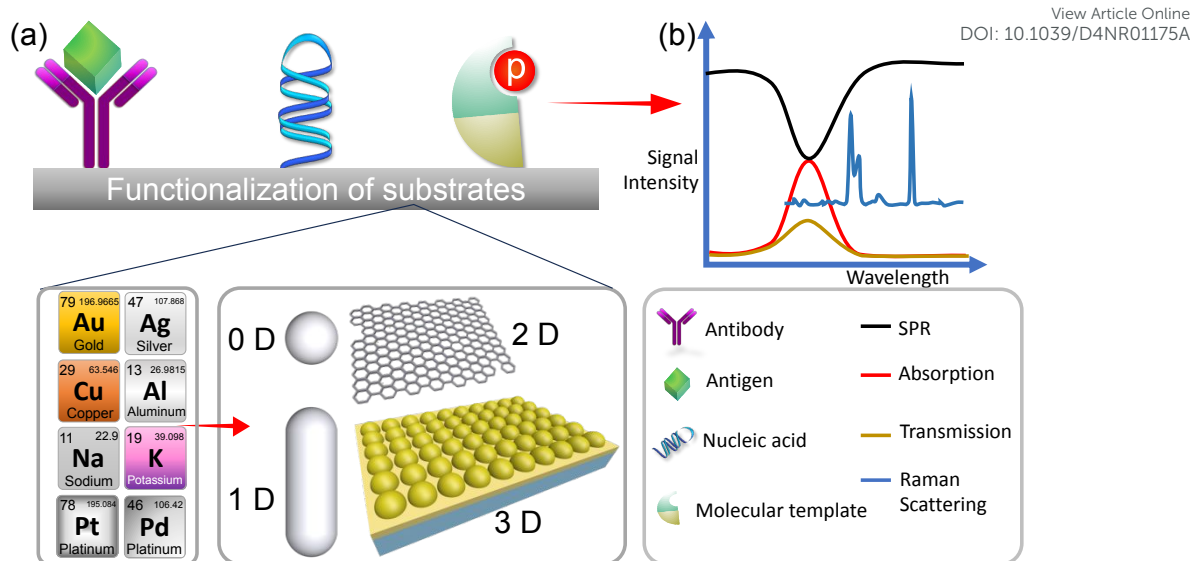 View Article Online
DOI: 10.1039/D4NR01175A
(a)
p
Functionalization of substrates
(b)
Signal
Intensity
Wavelength
79 196.9665
Au
Gold
47 107.868
Ag
Silver
29 63.546
Cu
Copper
13 26.9815
Al
Aluminum
11 22.9
Na
Sodium
19 39.098
K
Potassium
78 195.084
Pt
Platinum
46 106.42
Pd
Platinum
0 D
2 D
1 D
3 D
Antibody
Antigen
Nucleic acid
Molecular template
SPR
Absorption
Transmission
Raman
Scattering